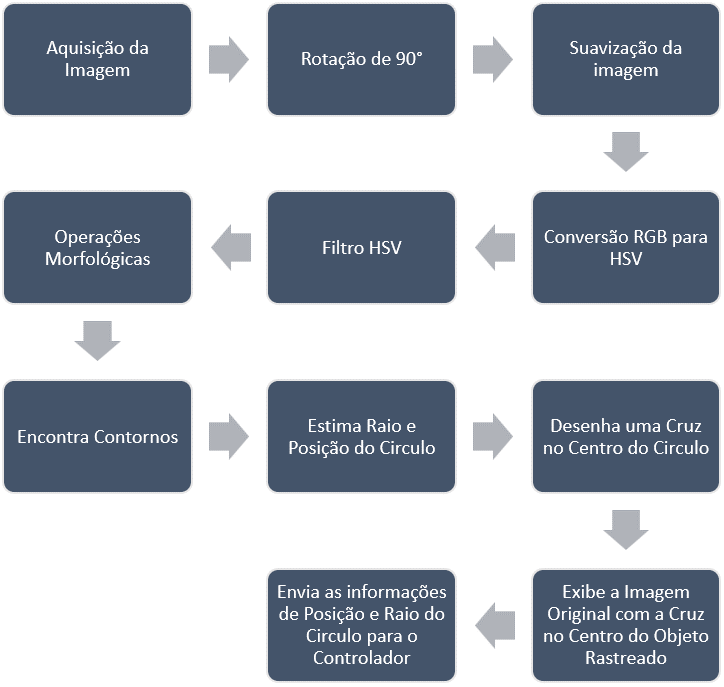 Aquisição da
Imagem
Rotação de 90°
Suavização da
imagem
Conversão RGB para
HSV
Filtro HSV
Operações
Morfológicas
Encontra Contornos
Estima Raio e
Posição do Circulo
Desenha uma Cruz
no Centro do Circulo
Exibe a Imagem
Original com a Cruz
no Centro do Objeto
Rastreado
Envia as informações
de Posição e Raio do
Circulo para o
Controlador